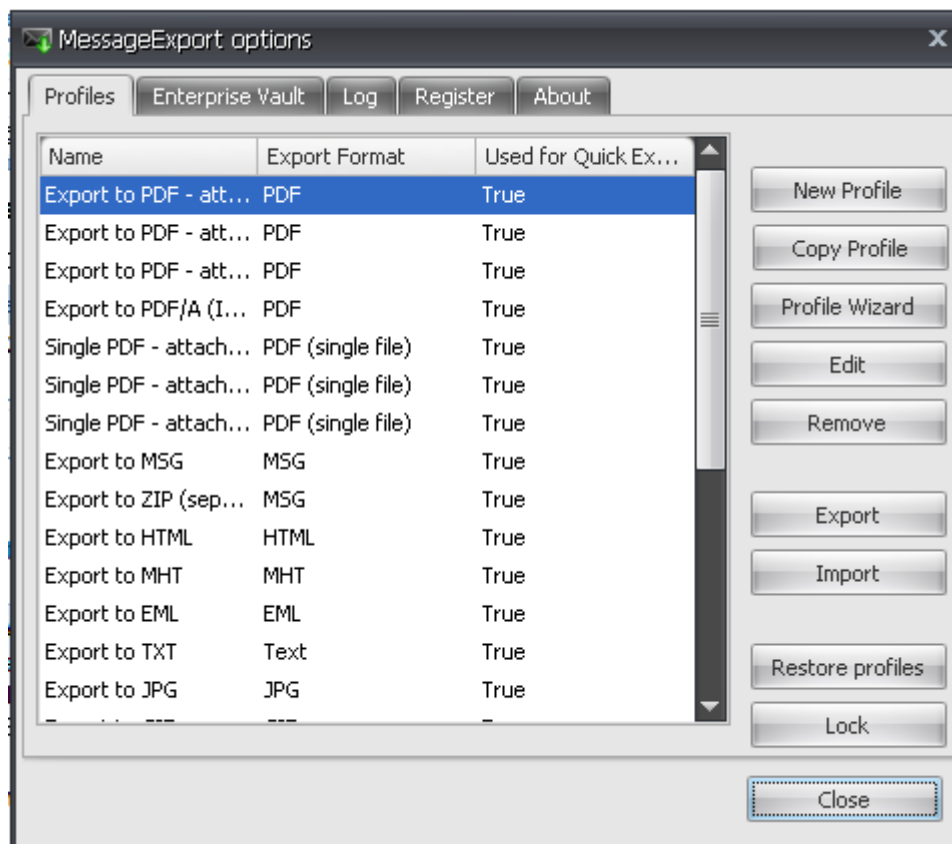 MessageExport options
x
Profiles Enterprise Vault Log Register About
Name Export Format Used for Quick Ex...
Export to PDF - att... PDF True
Export to PDF - att... PDF True
Export to PDF - att... PDF True
Export to PDF/A (I... PDF True
Single PDF - attach... PDF (single file) True
Single PDF - attach... PDF (single file) True
Single PDF - attach... PDF (single file) True
Export to MSG MSG True
Export to ZIP (sep... MSG True
Export to HTML HTML True
Export to MHT MHT True
Export to EML EML True
Export to TXT Text True
Export to JPG JPG True
New Profile
Copy Profile
Profile Wizard
Edit
Remove
Export
Import
Restore profiles
Lock
Close